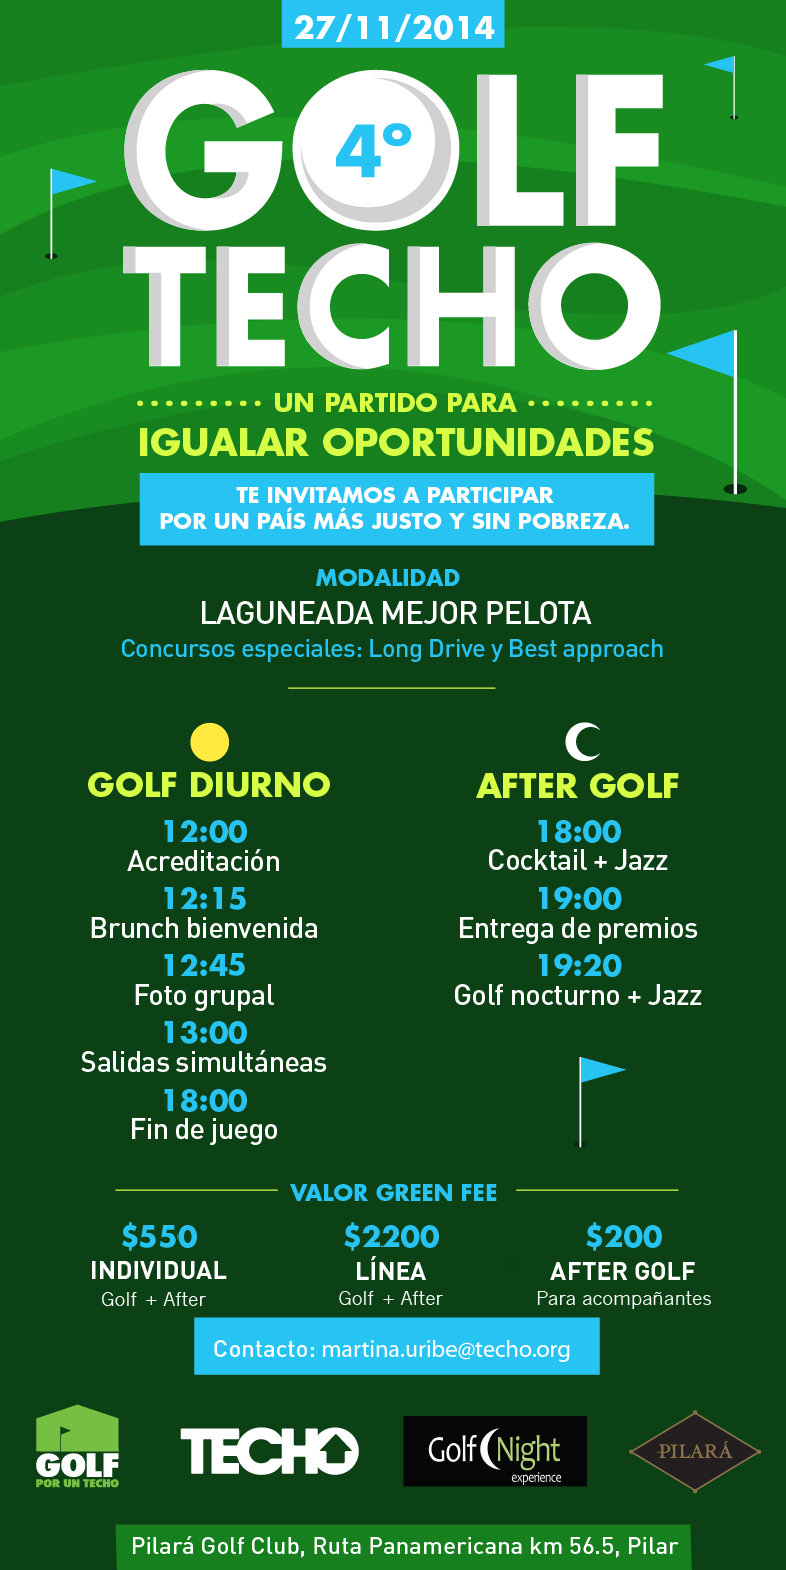 27/11/2014
GOLF
4º
TECHO
UN PARTIDO PARA
IGUALAR OPORTUNIDADES
TE INVITAMOS A PARTICIPAR
POR UN PAÍS MÁS JUSTO Y SIN POBREZA.
MODALIDAD
LAGUNEADA MEJOR PELOTA
Concursos especiales: Long Drive y Best approach
GOLF DIURNO
12:00
Acreditación
12:15
Brunch bienvenida
12:45
Foto grupal
13:00
Salidas simultáneas
18:00
Fin de juego
AFTER GOLF
18:00
Cocktail + Jazz
19:00
Entrega de premios
19:20
Golf nocturno + Jazz
VALOR GREEN FEE
$550
INDIVIDUAL
Golf + After
$2200
LÍNEA
Golf + After
$200
AFTER GOLF
Para acompañantes
Contacto: martina.uribe@techo.org
GOLF
POR UN TECHO
TECHO
Golf Night
experience
PILARÁ
Pilará Golf Club, Ruta Panamericana km 56.5, Pilar